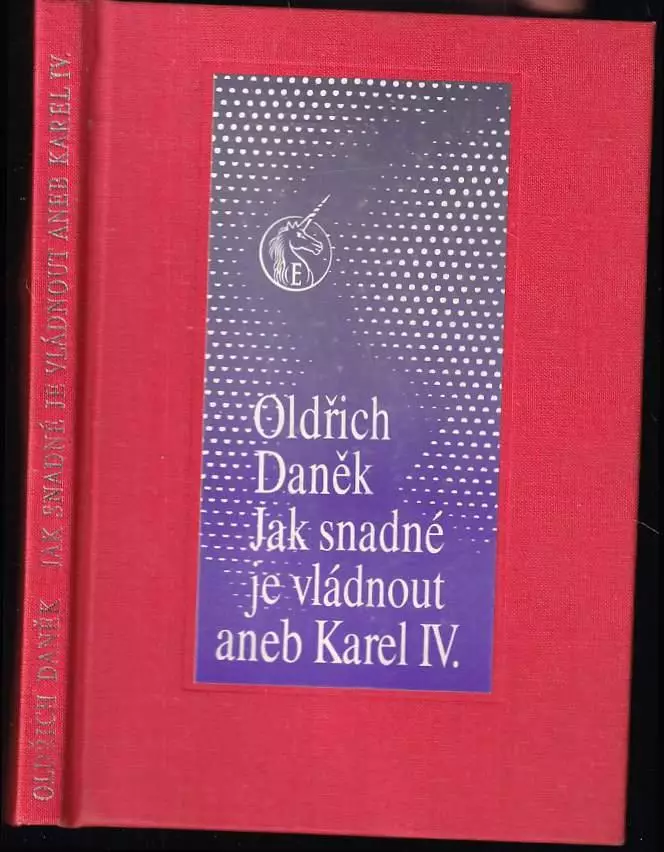 OLDŘICH DANĚK JAK SNADNÉ JE VLÁDNOUT ANEB KAREL IV.
E
Oldřich
Daněk
Jak snadné
je vládnout
aneb Karel IV.